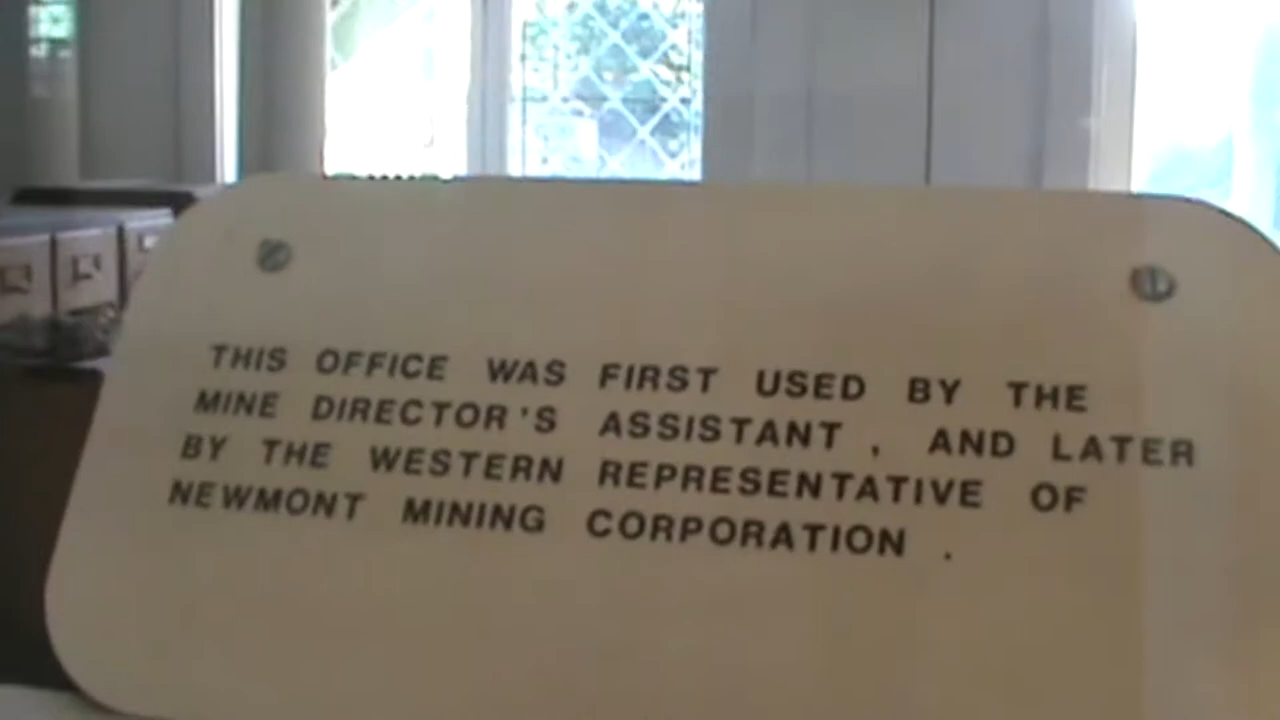 THIS OFFICE WAS FIRST USED BY THE
MINE DIRECTOR'S ASSISTANT , AND LATER
BY THE WESTERN REPRESENTATIVE OF
NEWMONT MINING CORPORATION .